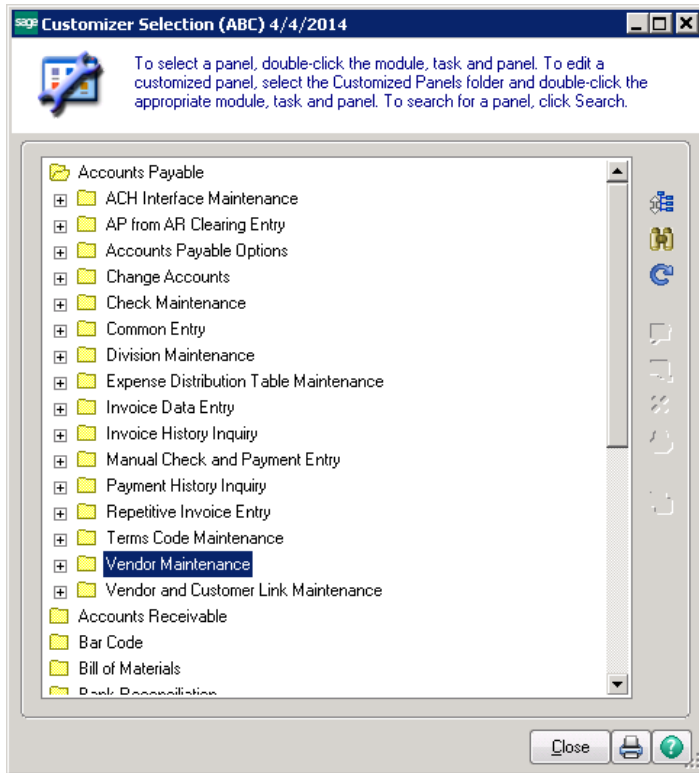 sage Customizer Selection (ABC) 4/4/2014
To select a panel, double-click the module, task and panel. To edit a
customized panel, select the Customized Panels folder and double-click the
appropriate module, task and panel. To search for a panel, click Search.
Accounts Payable
ACH Interface Maintenance
AP from AR Clearing Entry
Accounts Payable Options
Change Accounts
Check Maintenance
Common Entry
Division Maintenance
Expense Distribution Table Maintenance
Invoice Data Entry
Invoice History Inquiry
Manual Check and Payment Entry
Payment History Inquiry
Repetitive Invoice Entry
Terms Code Maintenance
Vendor Maintenance
Vendor and Customer Link Maintenance
Accounts Receivable
Bar Code
Bill of Materials
Bank Reconciliation
Close